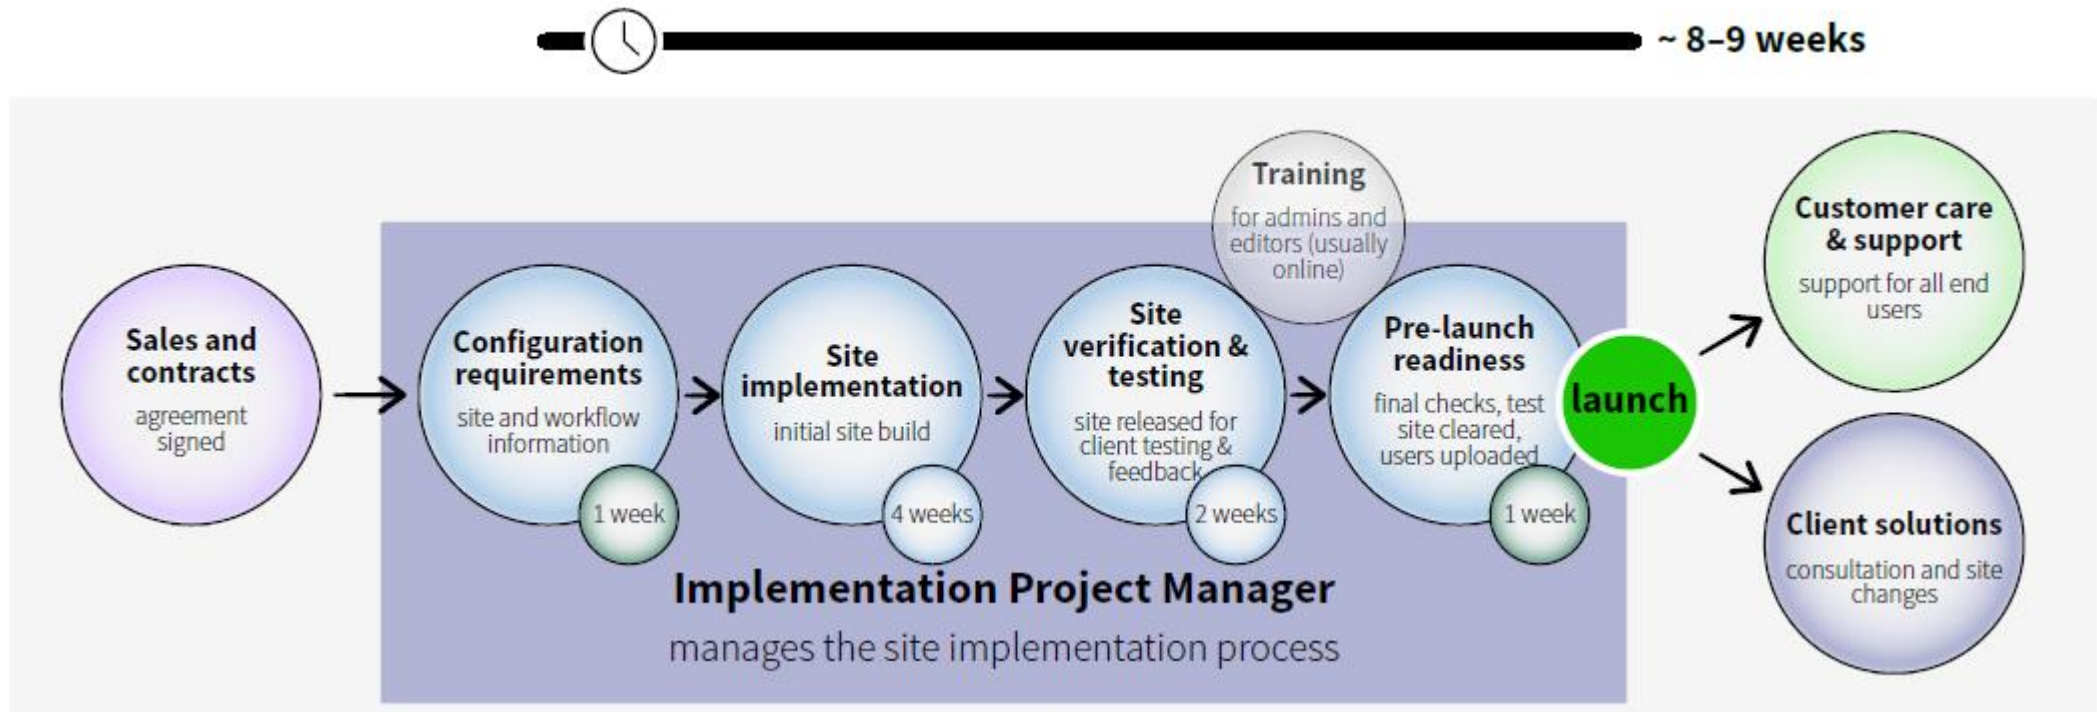 ~ 8–9 weeks
Sales and
contracts
agreement
signed
Configuration
requirements
site and workflow
information
1 week
Site
implementation
initial site build
4 weeks
Site
verification &
testing
site released for
client testing &
feedback
2 weeks
Training
for admins and
editors (usually
online)
Pre-launch
readiness
final checks, test
site cleared,
users uploaded
1 week
launch
Customer care
& support
support for all end
users
Client solutions
consultation and site
changes
Implementation Project Manager
manages the site implementation process